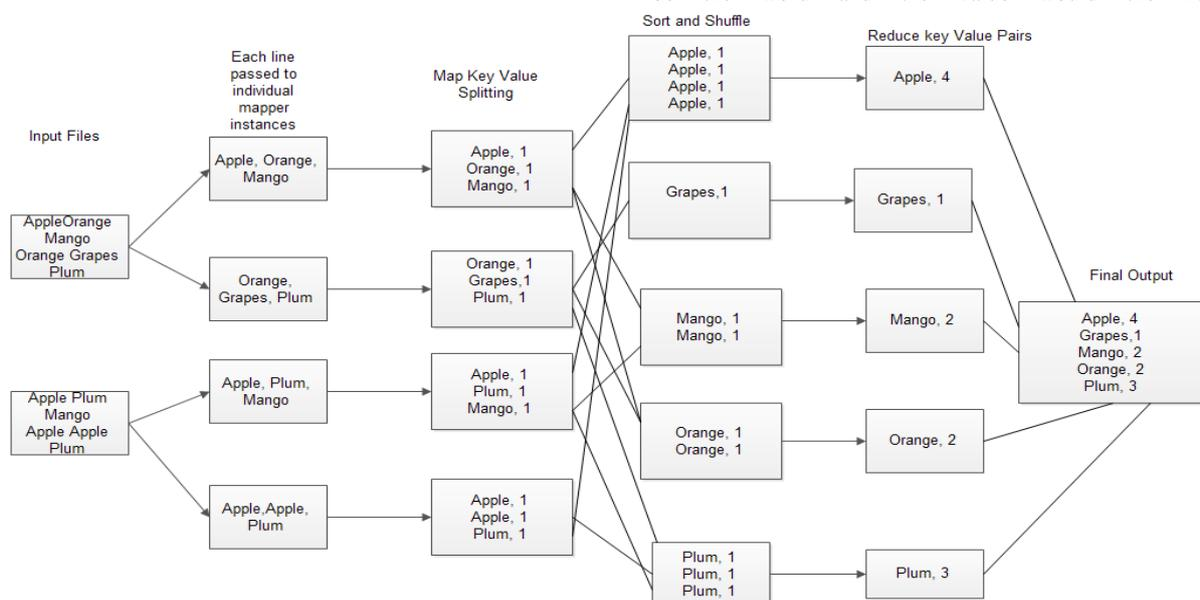 Sort and Shuffle
Reduce key Value Pairs
Each line
passed to
individual
mapper
instances
Map Key Value
Splitting
Input Files
Final Output
AppleOrange
Mango
Orange Grapes
Plum
Apple Plum
Mango
Apple Apple
Plum
Apple, Orange,
Mango
Orange,
Grapes, Plum
Apple, Plum,
Mango
Apple,Apple,
Plum
Apple, 1
Orange, 1
Mango, 1
Orange, 1
Grapes,1
Plum, 1
Apple, 1
Plum, 1
Mango, 1
Apple, 1
Apple, 1
Plum, 1
Apple, 1
Apple, 1
Apple, 1
Apple, 1
Grapes,1
Mango, 1
Mango, 1
Orange, 1
Orange, 1
Plum, 1
Plum, 1
Plum, 1
Apple, 4
Grapes, 1
Mango, 2
Orange, 2
Plum, 3
Apple, 4
Grapes,1
Mango, 2
Orange, 2
Plum, 3